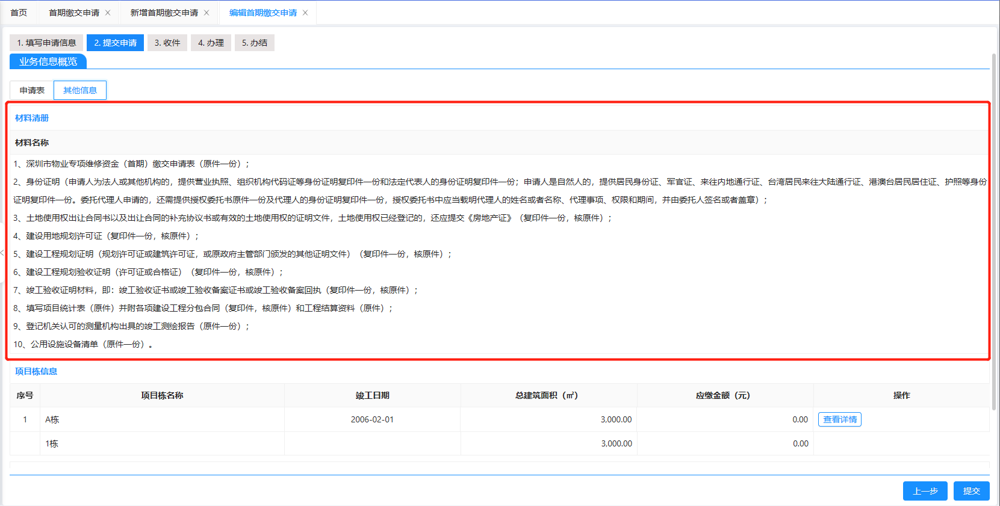 首页 首期缴交申请 × 新增首期缴交申请 × 编辑首期缴交申请 ×
1. 填写申请信息 2. 提交申请 3. 收件 4. 办理 5. 办结
业务信息概览
申请表 其他信息
材料清册
材料名称
1、深圳市物业专项维修资金（首期）缴交申请表（原件一份）；
2、身份证明（申请人为法人或其他机构的，提供营业执照、组织机构代码证等身份证明复印件一份和法定代表人的身份证明复印件一份；申请人是自然人的，提供居民身份证、军官证、来往内地通行证、台湾居民来往大陆通行证、港澳台居民居住证、护照等身份
证明复印件一份。委托代理人申请的，还需提供授权委托书原件一份及代理人的身份证明复印件一份，授权委托书中应当载明代理人的姓名或者名称、代理事项、权限和期间，并由委托人签名或者盖章）；
3、土地使用权出让合同书以及出让合同的补充协议书或有效的土地使用权的证明文件，土地使用权已经登记的，还应提交《房地产证》（复印件一份，核原件）；
4、建设用地规划许可证（复印件一份，核原件）；
5、建设工程规划证明（规划许可证或建筑许可证，或原政府主管部门颁发的其他证明文件）（复印件一份，核原件）；
6、建设工程规划验收证明（许可证或合格证）（复印件一份，核原件）；
7、竣工验收证明材料，即：竣工验收证书或竣工验收备案证书或竣工验收备案回执（复印件一份，核原件）；
8、填写项目统计表（原件）并附各项建设工程分包合同（复印件，核原件）和工程结算资料（原件）；
9、登记机关认可的测量机构出具的竣工测绘报告（原件一份）；
10、公用设施设备清单（原件一份）。
项目栋信息
序号 项目栋名称 竣工日期 总建筑面积（㎡） 应缴金额（元） 操作
1 A栋 2006-02-01 3,000.00 0.00 查看详情
1栋 3,000.00 0.00
上一步 提交